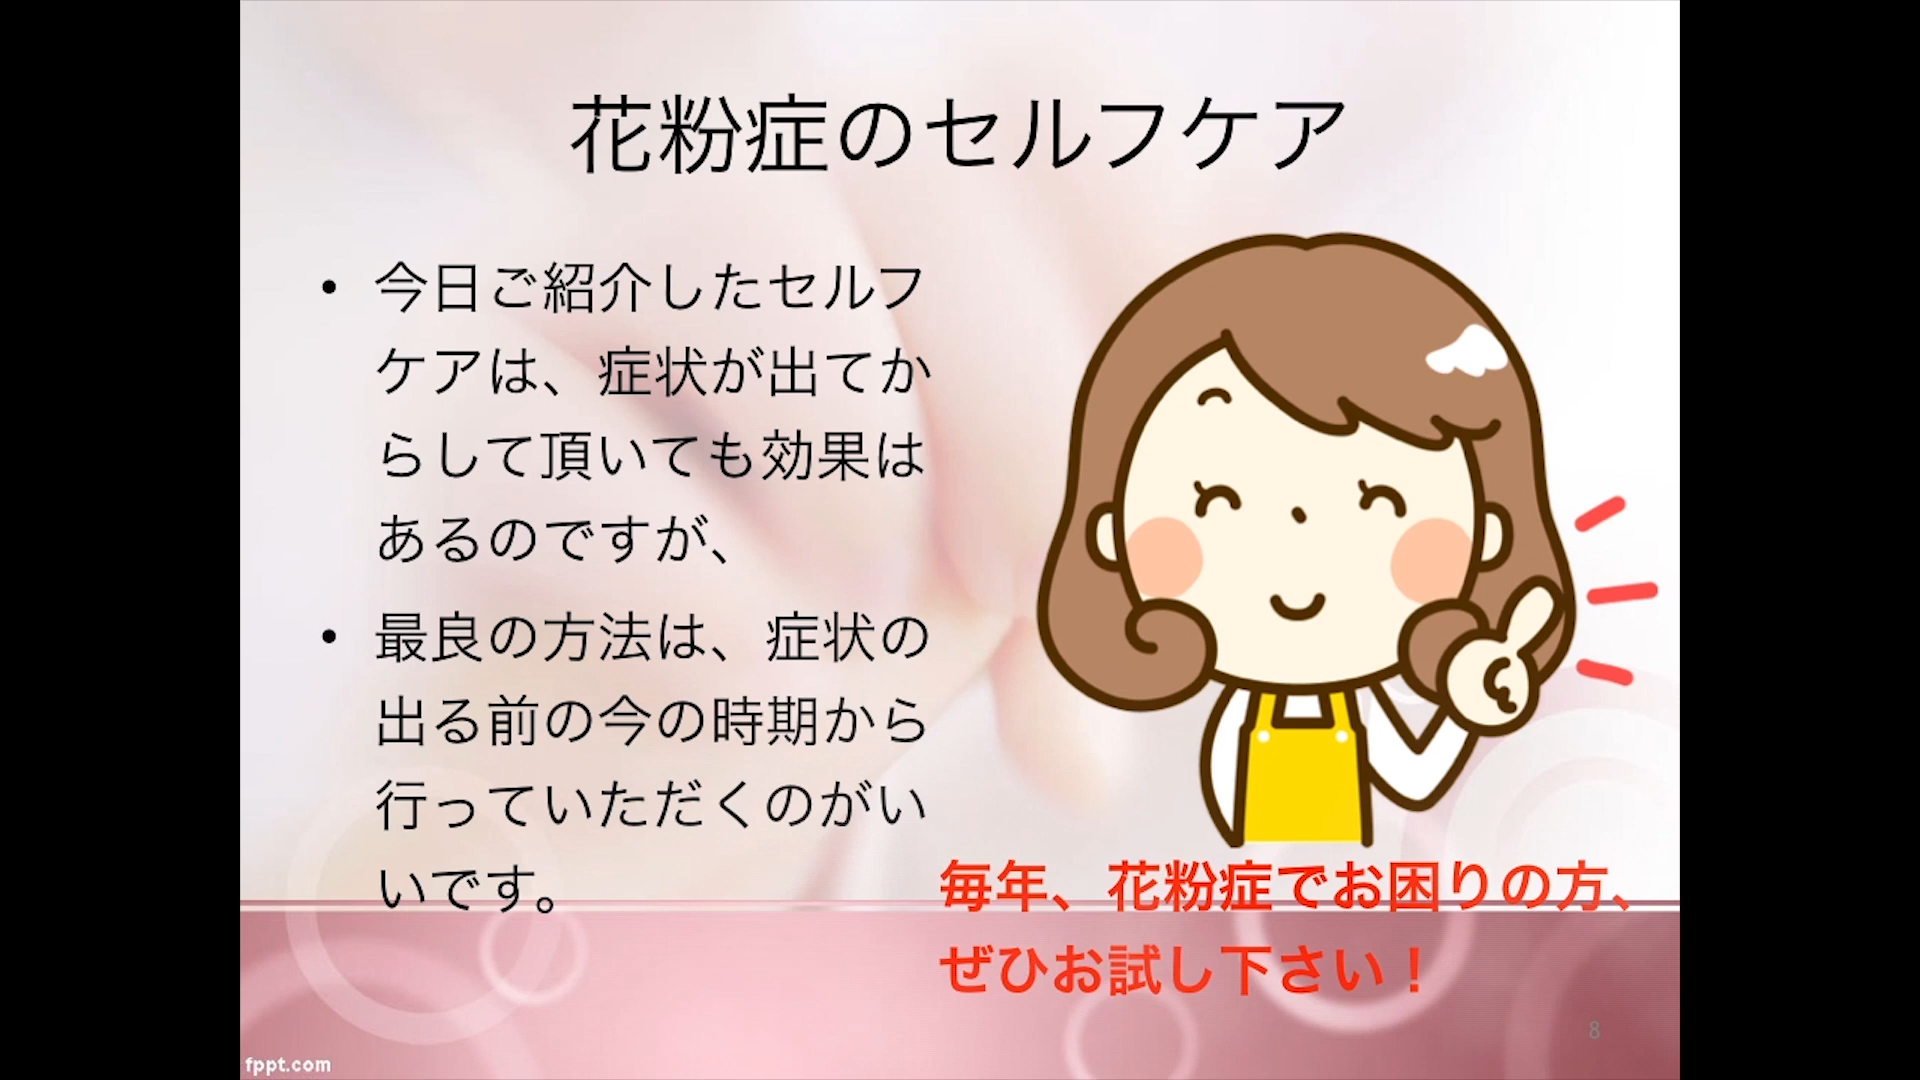 花粉症のセルフケア
• 今日ご紹介したセルフ
ケアは、症状が出てか
らして頂いても効果は
あるのですが、
• 最良の方法は、症状の
出る前の今の時期から
行っていただくのがい
いです。
毎年、花粉症でお困りの方、
ぜひお試し下さい！
8
fppt.com